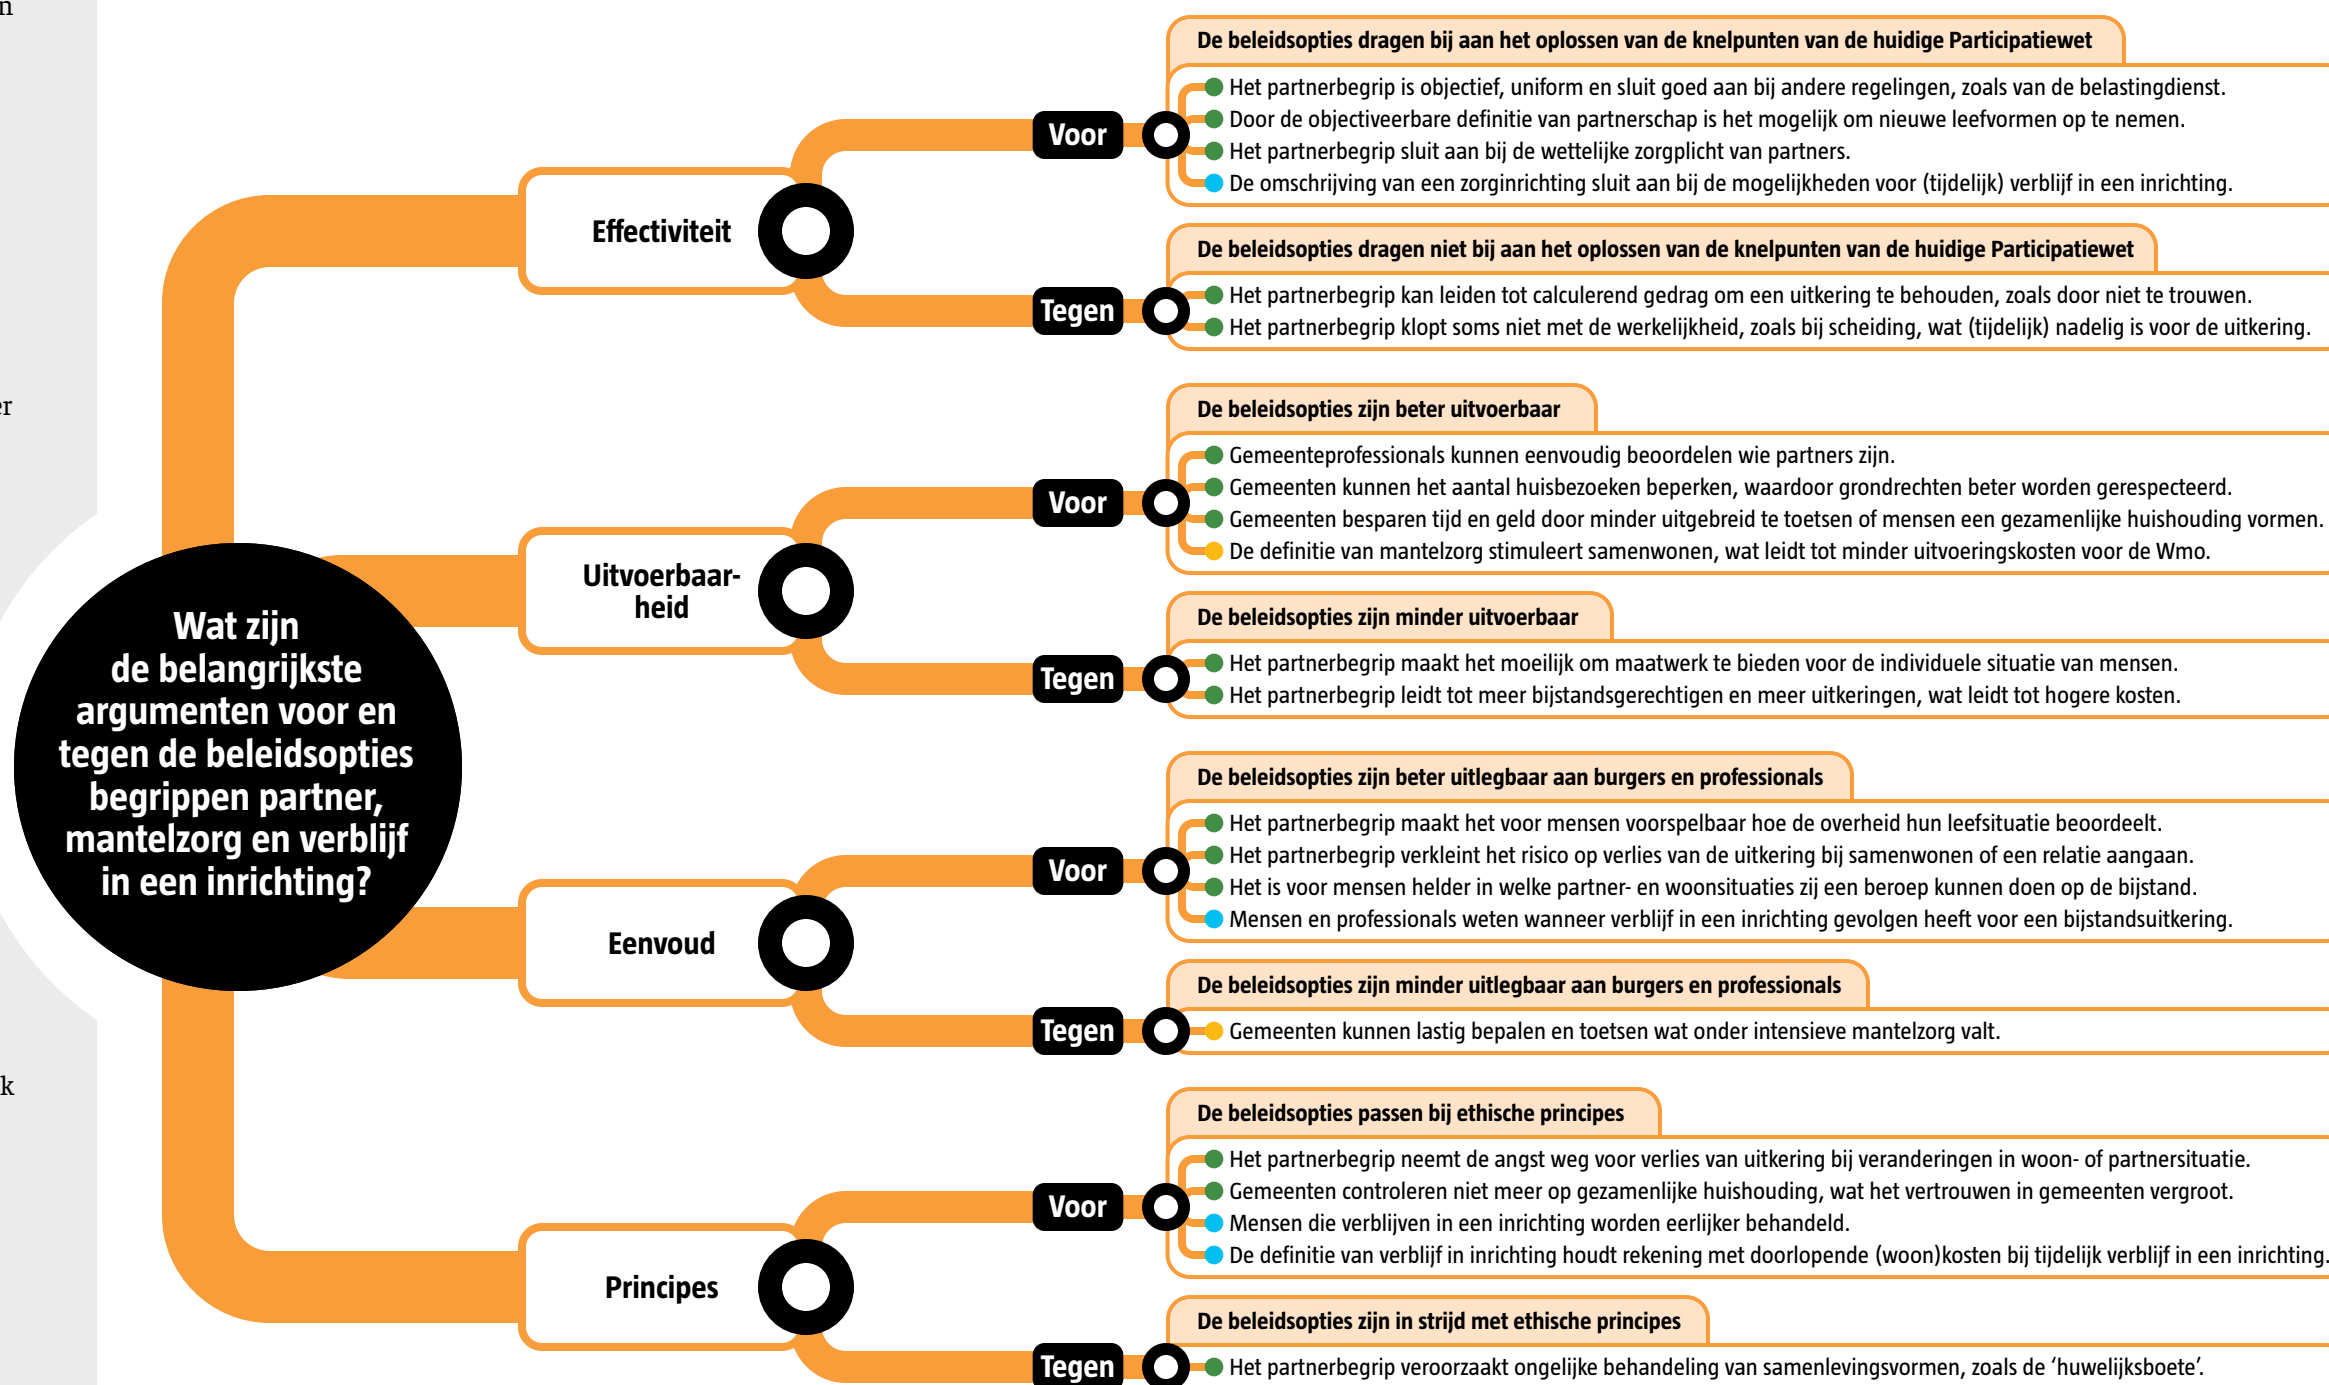 n
er
k
Wat zijn
de belangrijkste
argumenten voor en
tegen de beleidsopties
begrippen partner,
mantelzorg en verblijf
in een inrichting?
Effectiviteit
Voor
De beleidsopties dragen bij aan het oplossen van de knelpunten van de huidige Participatiewet
Het partnerbegrip is objectief, uniform en sluit goed aan bij andere regelingen, zoals van de belastingdienst.
Door de objectiveerbare definitie van partnerschap is het mogelijk om nieuwe leefvormen op te nemen.
Het partnerbegrip sluit aan bij de wettelijke zorgplicht van partners.
De omschrijving van een zorginrichting sluit aan bij de mogelijkheden voor (tijdelijk) verblijf in een inrichting.
Tegen
De beleidsopties dragen niet bij aan het oplossen van de knelpunten van de huidige Participatiewet
Het partnerbegrip kan leiden tot calculerend gedrag om een uitkering te behouden, zoals door niet te trouwen.
Het partnerbegrip klopt soms niet met de werkelijkheid, zoals bij scheiding, wat (tijdelijk) nadelig is voor de uitkering.
Uitvoerbaar-
heid
Voor
De beleidsopties zijn beter uitvoerbaar
Gemeenteprofessionals kunnen eenvoudig beoordelen wie partners zijn.
Gemeenten kunnen het aantal huisbezoeken beperken, waardoor grondrechten beter worden gerespecteerd.
Gemeenten besparen tijd en geld door minder uitgebreid te toetsen of mensen een gezamenlijke huishouding vormen.
De definitie van mantelzorg stimuleert samenwonen, wat leidt tot minder uitvoeringskosten voor de Wmo.
Tegen
De beleidsopties zijn minder uitvoerbaar
Het partnerbegrip maakt het moeilijk om maatwerk te bieden voor de individuele situatie van mensen.
Het partnerbegrip leidt tot meer bijstandsgerechtigen en meer uitkeringen, wat leidt tot hogere kosten.
Eenvoud
Voor
De beleidsopties zijn beter uitlegbaar aan burgers en professionals
Het partnerbegrip maakt het voor mensen voorspelbaar hoe de overheid hun leefsituatie beoordeelt.
Het partnerbegrip verkleint het risico op verlies van de uitkering bij samenwonen of een relatie aangaan.
Het is voor mensen helder in welke partner- en woonsituaties zij een beroep kunnen doen op de bijstand.
Mensen en professionals weten wanneer verblijf in een inrichting gevolgen heeft voor een bijstandsuitkering.
Tegen
De beleidsopties zijn minder uitlegbaar aan burgers en professionals
Gemeenten kunnen lastig bepalen en toetsen wat onder intensieve mantelzorg valt.
Principes
Voor
De beleidsopties passen bij ethische principes
Het partnerbegrip neemt de angst weg voor verlies van uitkering bij veranderingen in woon- of partnersituatie.
Gemeenten controleren niet meer op gezamenlijke huishouding, wat het vertrouwen in gemeenten vergroot.
Mensen die verblijven in een inrichting worden eerlijker behandeld.
De definitie van verblijf in inrichting houdt rekening met doorlopende (woon)kosten bij tijdelijk verblijf in een inrichting.
Tegen
De beleidsopties zijn in strijd met ethische principes
Het partnerbegrip veroorzaakt ongelijke behandeling van samenlevingsvormen, zoals de ‘huwelijksboete’.